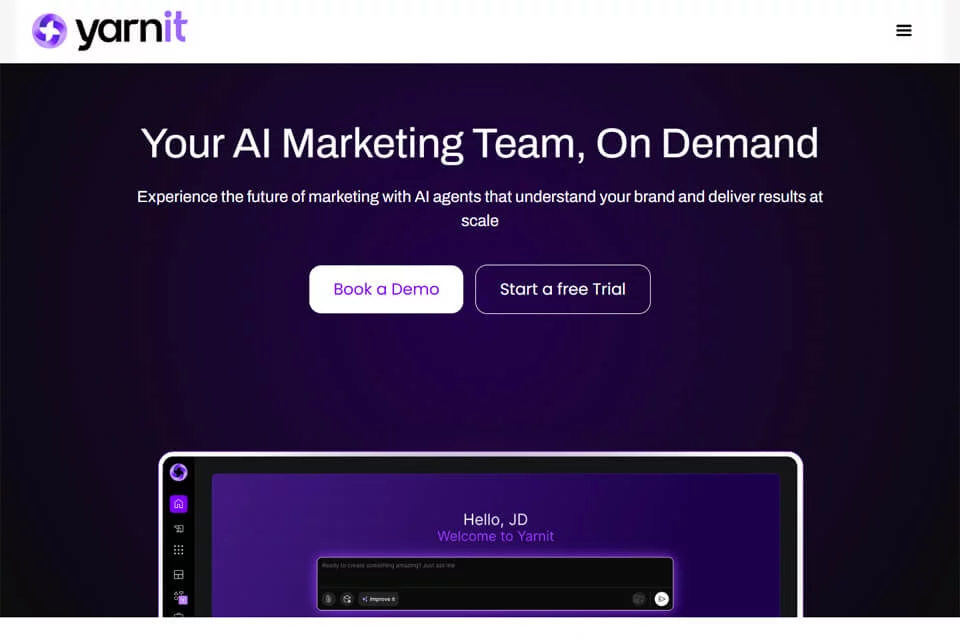 yarnit
Your AI Marketing Team, On Demand
Experience the future of marketing with AI agents that understand your brand and deliver results at
scale
Book a Demo
Start a free Trial
Hello, JD
Welcome to Yarnit
Ready to create something amazing? Just ask me
Improve it